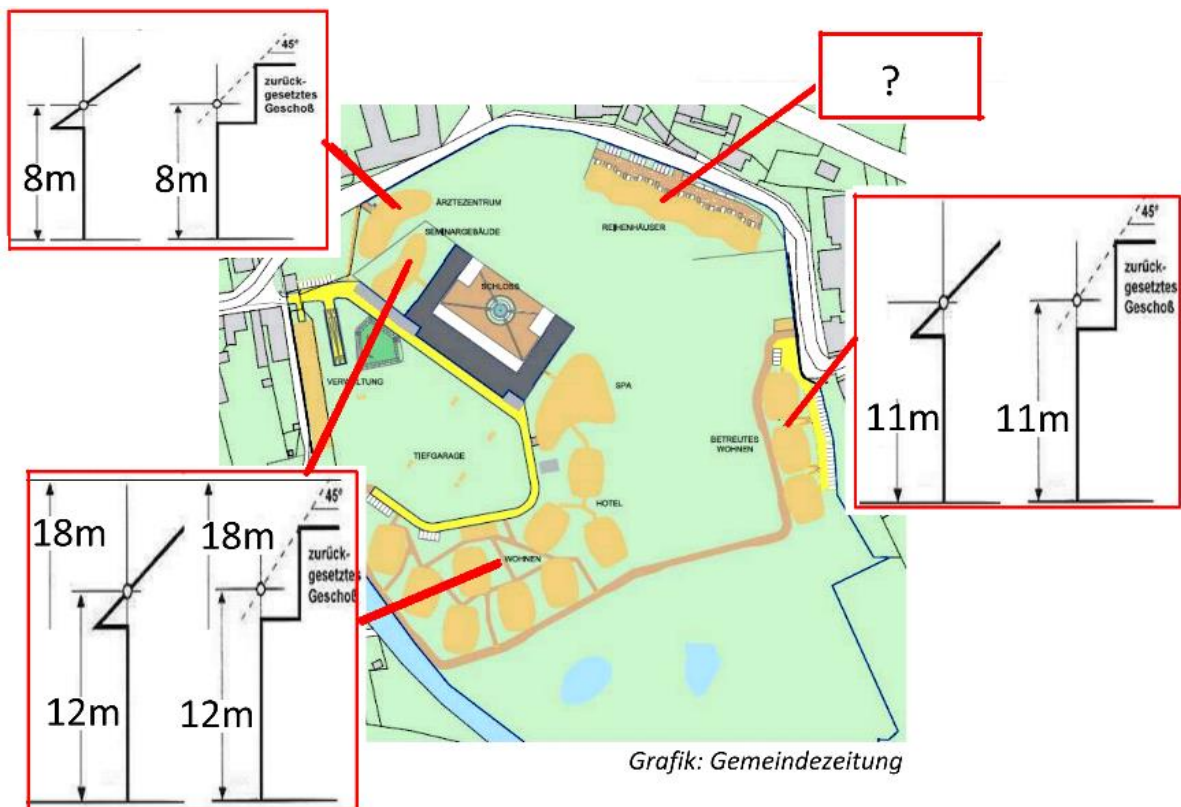 45°
zurück-
gesetztes
Geschoß
8m
8m
?
ÄRZTEZENTRUM
SEMINARGEBÄUDE
REIHENHÄUSER
SCHLOSS
45°
zurück-
gesetztes
Geschoß
11m
11m
VERWALTUNG
SPA
BETREUTES
WOHNEN
TIEFGARAGE
HOTEL
WOHNEN
18m
18m
45°
zurück-
gesetztes
Geschoß
12m
12m
Grafik: Gemeindezeitung